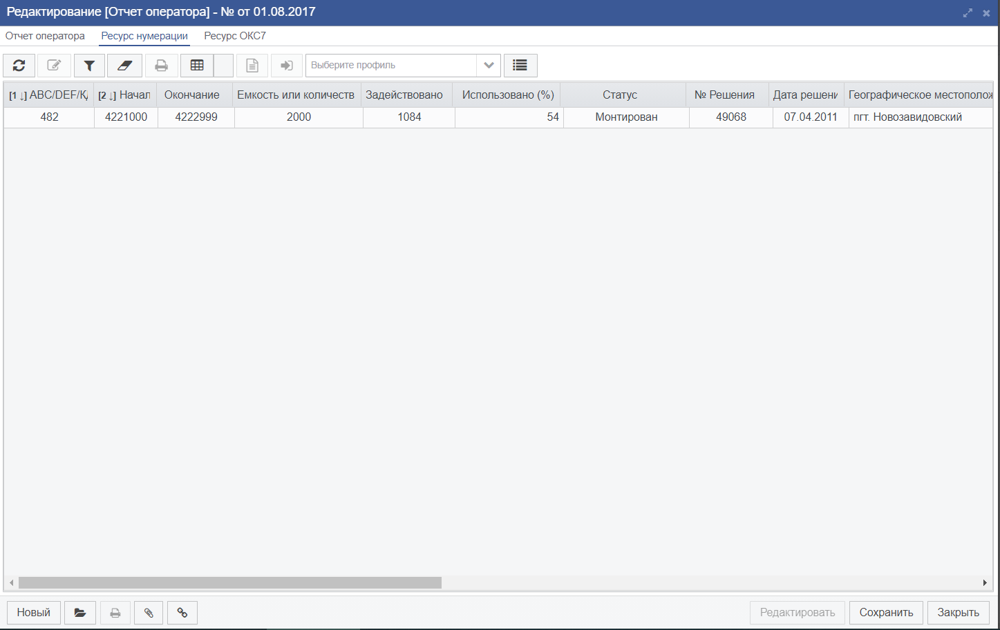 Редактирование [Отчет оператора] - № от 01.08.2017
Отчет оператора Ресурс нумерации Ресурс ОКС7
Выберите профиль
[1 ↓] ABC/DEF/КД [2 ↓] Начал Окончание Емкость или количеств Задействовано Использовано (%) Статус № Решения Дата решени Географическое местополож
482 4221000 4222999 2000 1084 54 Монтирован 49068 07.04.2011 пгт. Новозавидовский
Новый Редактировать Сохранить Закрыть